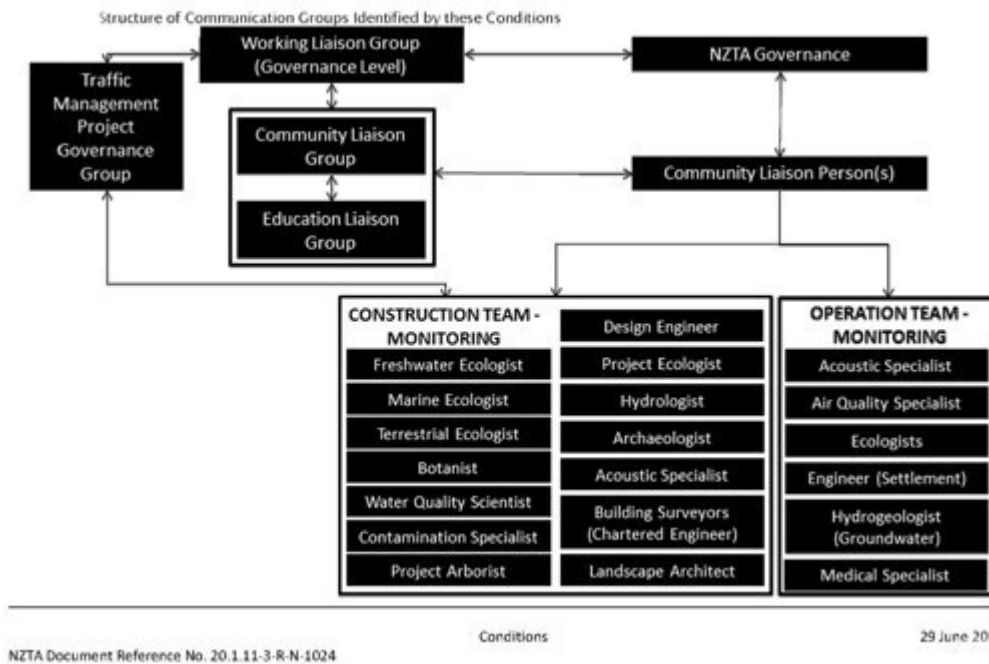 Structure of Communication Groups Identified by these Conditions
Working Liaison Group
(Governance Level)
NZTA Governance
Traffic
Management
Project
Governance
Group
Community Liaison
Group
Community Liaison Person(s)
Education Liaison
Group
CONSTRUCTION TEAM -
MONITORING
Freshwater Ecologist
Marine Ecologist
Terrestrial Ecologist
Botanist
Water Quality Scientist
Contamination Specialist
Project Arborist
Design Engineer
Project Ecologist
Hydrologist
Archaeologist
Acoustic Specialist
Building Surveyors
(Chartered Engineer)
Landscape Architect
OPERATION TEAM -
MONITORING
Acoustic Specialist
Air Quality Specialist
Ecologists
Engineer (Settlement)
Hydrogeologist
(Groundwater)
Medical Specialist
Conditions
29 June 20
NZTA Document Reference No. 20.1.11-3-R-N-1024